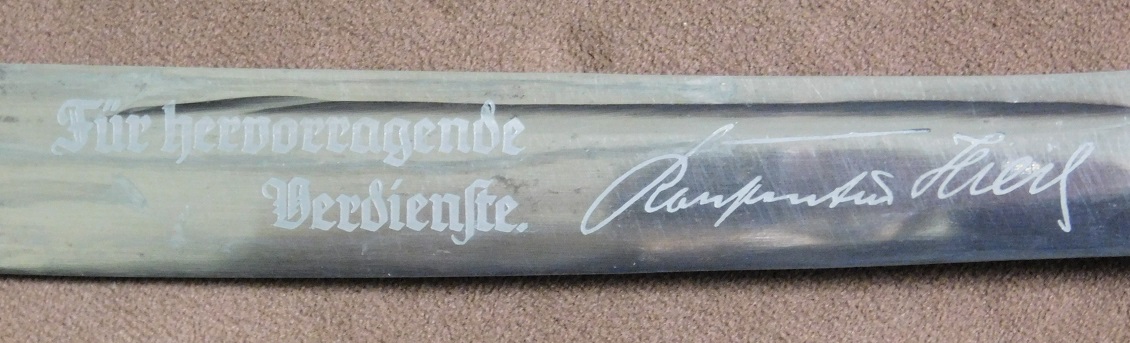 Für hervorragende
Verdienste.
Konstantin Hierl